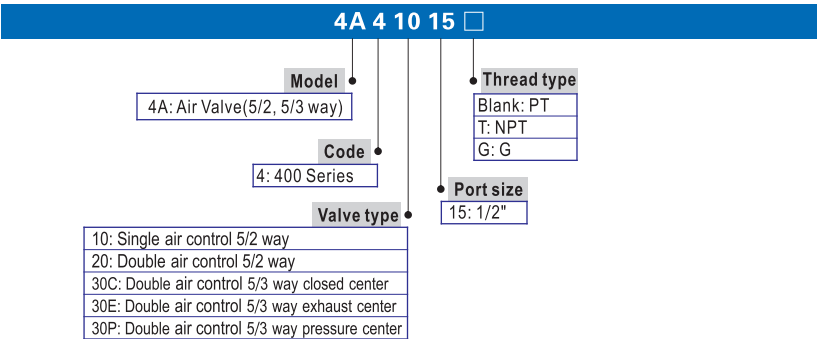 4A 4 10 15 □
Model
4A: Air Valve(5/2, 5/3 way)
Code
4: 400 Series
Valve type
10: Single air control 5/2 way
20: Double air control 5/2 way
30C: Double air control 5/3 way closed center
30E: Double air control 5/3 way exhaust center
30P: Double air control 5/3 way pressure center
Port size
15: 1/2"
Thread type
Blank: PT
T: NPT
G: G